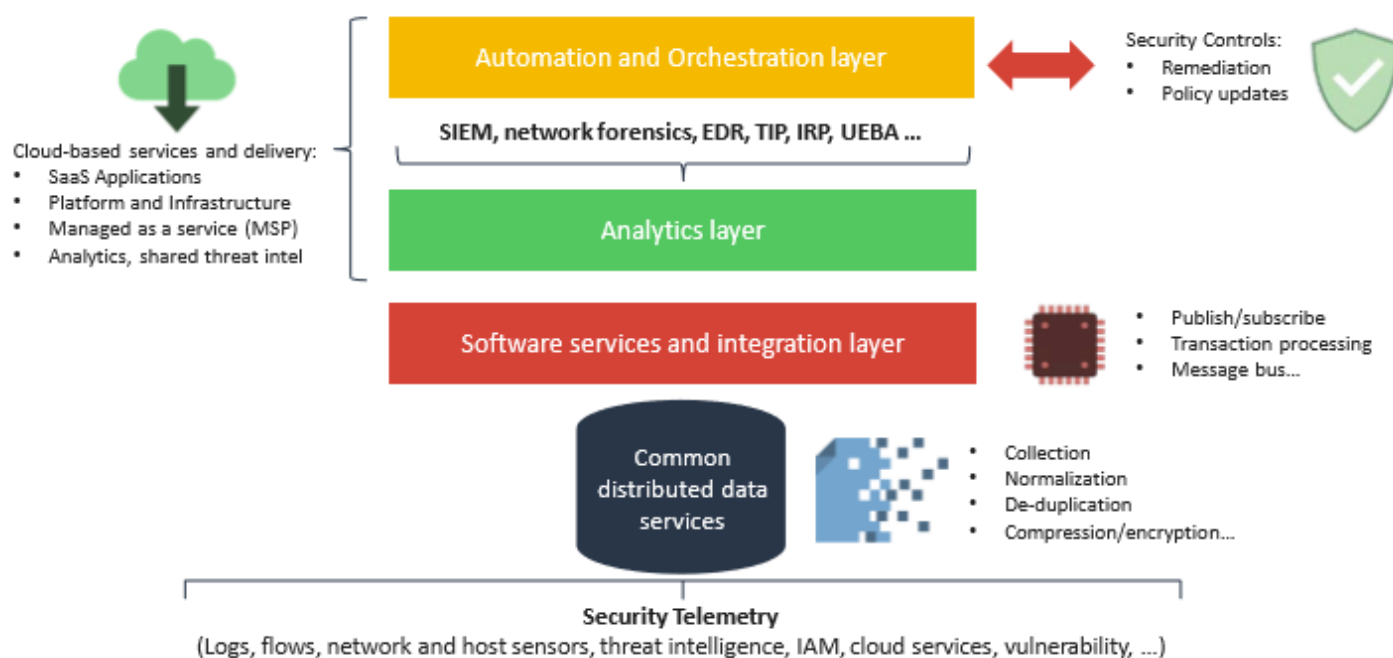 Automation and Orchestration layer
Security Controls:
• Remediation
• Policy updates
SIEM, network forensics, EDR, TIP, IRP, UEBA ...
Cloud-based services and delivery:
• SaaS Applications
• Platform and Infrastructure
• Managed as a service (MSP)
• Analytics, shared threat intel
Analytics layer
Software services and integration layer
• Publish/subscribe
• Transaction processing
• Message bus...
Common
distributed data
services
• Collection
• Normalization
• De-duplication
• Compression/encryption...
Security Telemetry
(Logs, flows, network and host sensors, threat intelligence, IAM, cloud services, vulnerability, ...)